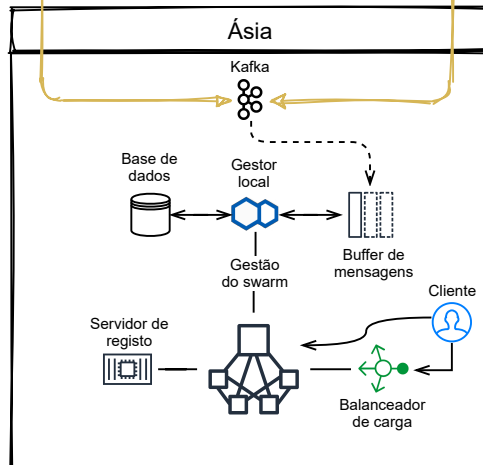 Ásia
Kafka
Base de
dados
Gestor
local
Buffer de
mensagens
Gestão
do swarm
Cliente
Servidor de
registo
Balanceador
de carga